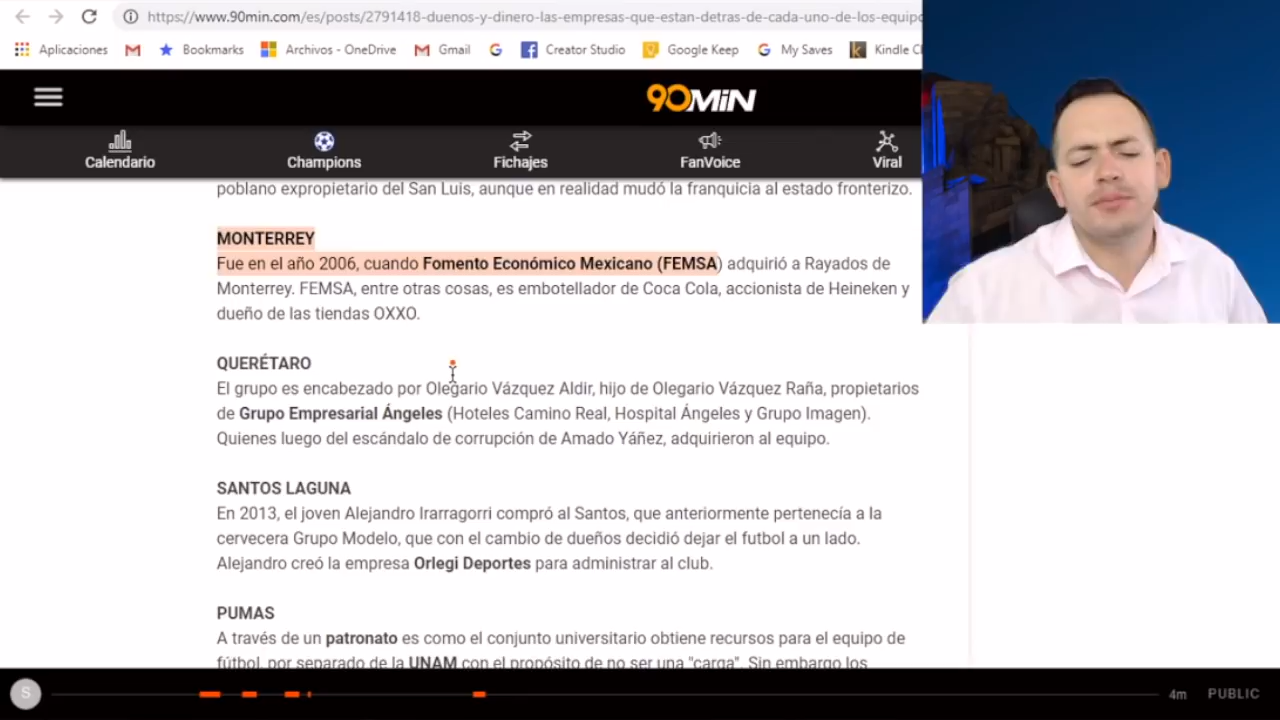 https://www.90min.com/es/posts/2791418-duenos-y-dinero-las-empresas-que-estan-detras-de-cada-uno-de-los-equipo
Aplicaciones Bookmarks Archivos - OneDrive Gmail Creator Studio Google Keep My Saves Kindle Cl
90MiN
Calendario Champions Fichajes FanVoice Viral
poblano expropietario del San Luis, aunque en realidad mudó la franquicia al estado fronterizo.
MONTERREY
Fue en el año 2006, cuando Fomento Económico Mexicano (FEMSA) adquirió a Rayados de
Monterrey. FEMSA, entre otras cosas, es embotellador de Coca Cola, accionista de Heineken y
dueño de las tiendas OXXO.
QUERÉTARO
El grupo es encabezado por Olegario Vázquez Aldir, hijo de Olegario Vázquez Raña, propietarios
de Grupo Empresarial Ángeles (Hoteles Camino Real, Hospital Ángeles y Grupo Imagen).
Quienes luego del escándalo de corrupción de Amado Yáñez, adquirieron al equipo.
SANTOS LAGUNA
En 2013, el joven Alejandro Irarragorri compró al Santos, que anteriormente pertenecía a la
cervecera Grupo Modelo, que con el cambio de dueños decidió dejar el futbol a un lado.
Alejandro creó la empresa Orlegi Deportes para administrar al club.
PUMAS
A través de un patronato es como el conjunto universitario obtiene recursos para el equipo de
fútbol, por separado de la UNAM con el propósito de no ser una "carga". Sin embargo los
S 4m PUBLIC